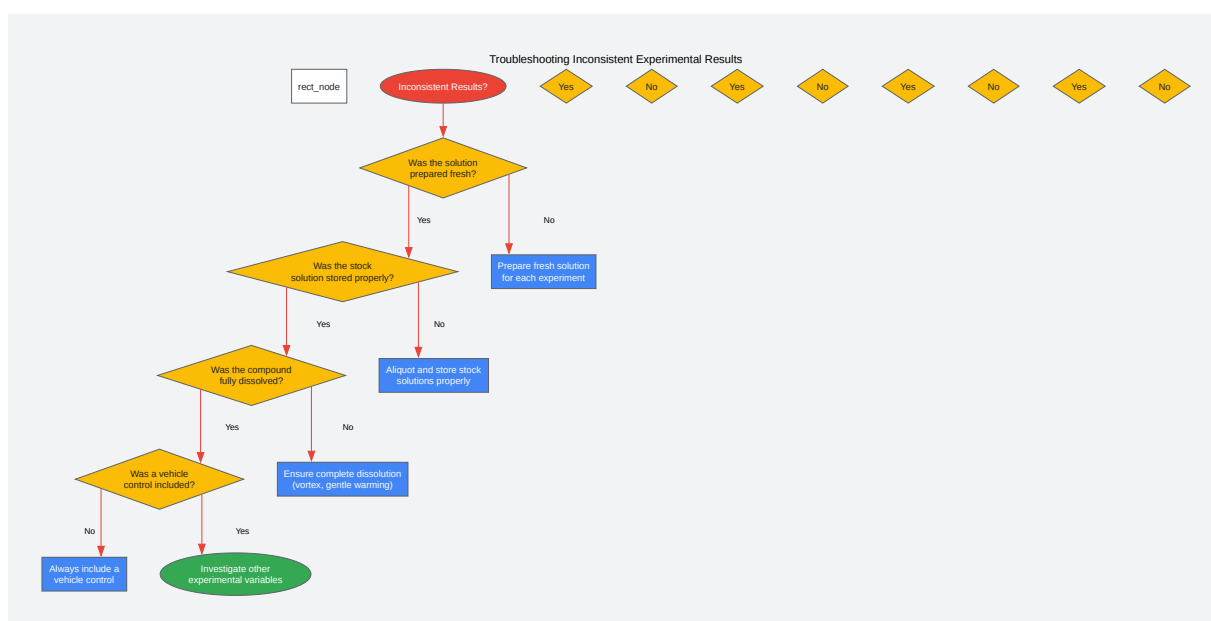 Troubleshooting Inconsistent Experimental Results
rect_node
Inconsistent Results?
Yes
No
Yes
No
Yes
No
Yes
No
Was the solution
prepared fresh?
Yes
No
Was the stock
solution stored properly?
Prepare fresh solution
for each experiment
Yes
No
Was the compound
fully dissolved?
Aliquot and store stock
solutions properly
Yes
No
Was a vehicle
control included?
Ensure complete dissolution
(vortex, gentle warming)
No
Yes
Always include a
vehicle control
Investigate other
experimental variables